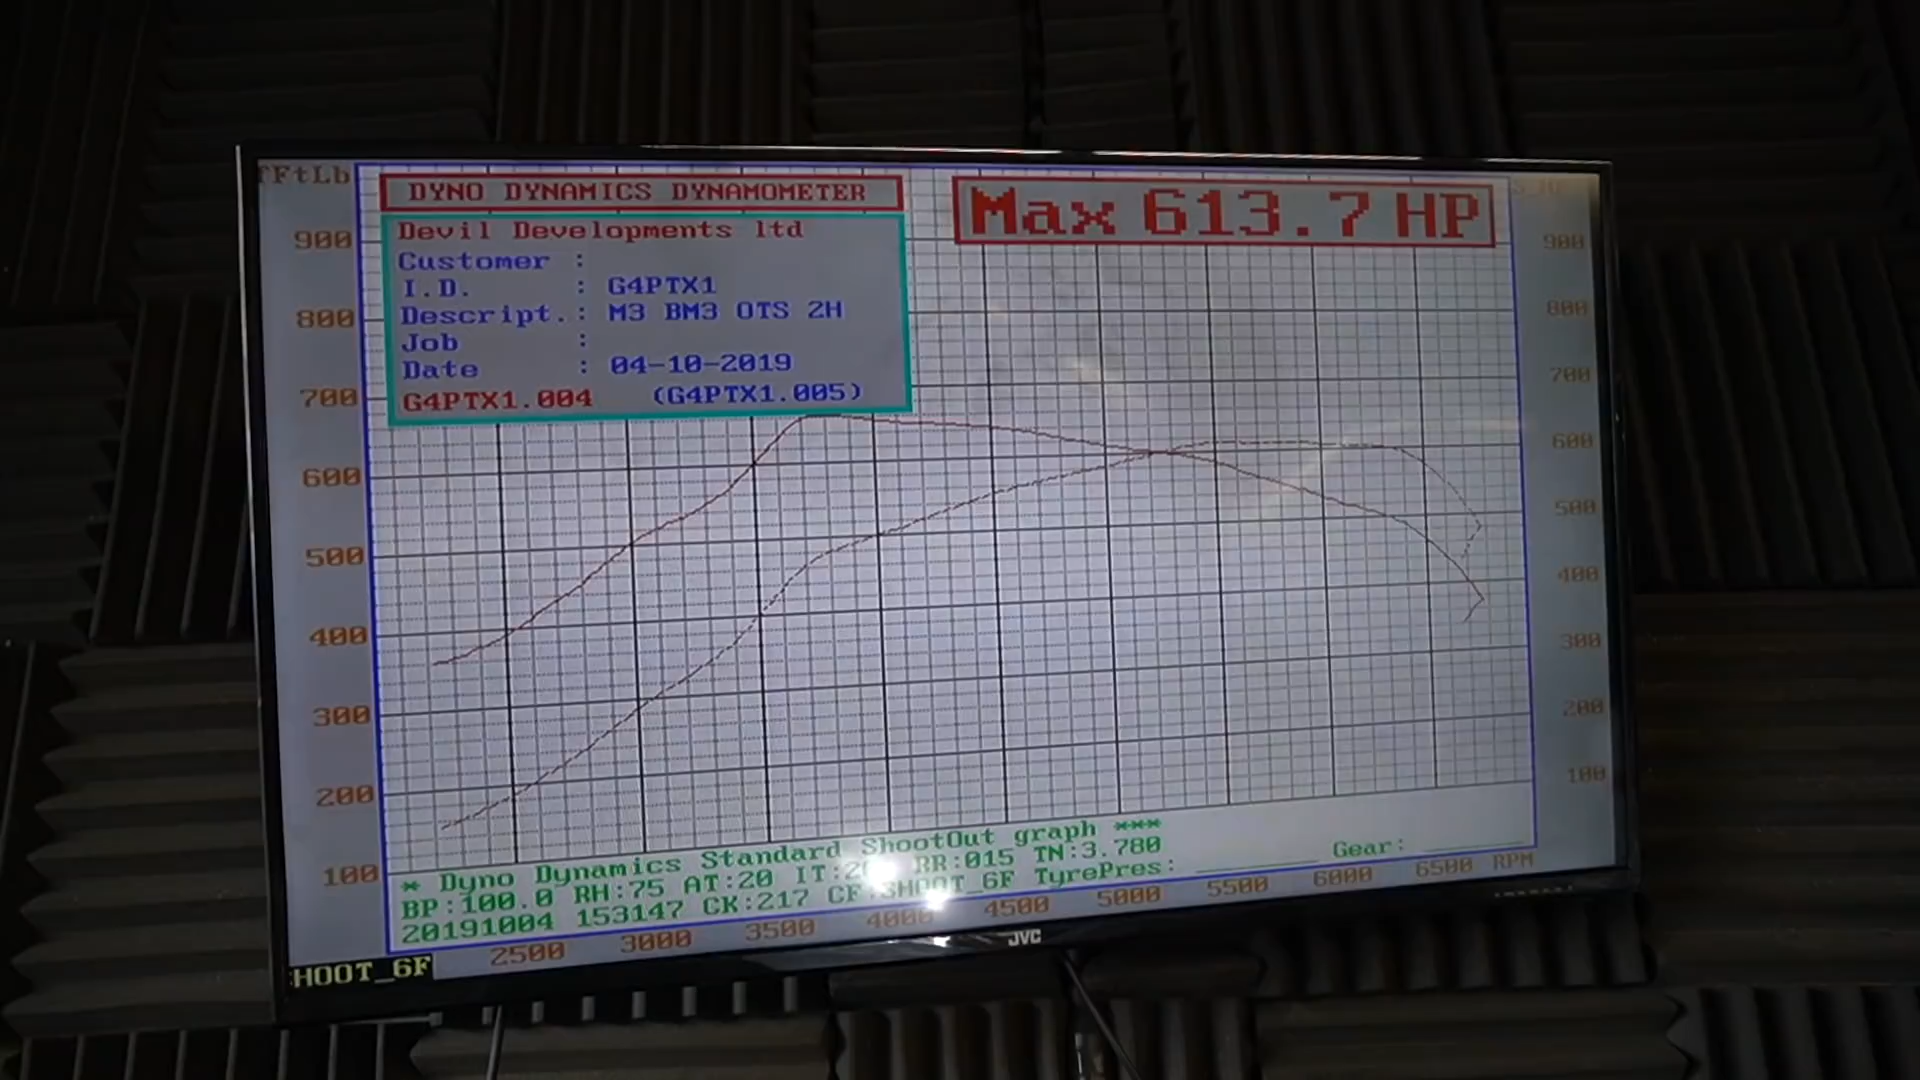 TFtLb
DYNO DYNAMICS DYNAMOMETER
Max 613.7 HP
Devil Developments ltd
Customer :
I.D. : G4PTX1
Descript.: M3 BM3 OTS 2H
Job :
Date : 04-10-2019
G4PTX1.004 (G4PTX1.005)
900 900
800 800
700 700
600 600
500 500
400 400
300 300
200 200
100 100
* Dyno Dynamics Standard ShootOut graph ***
BP:100.0 RH:75 AT:20 RR:015 TN:3.780
20191004 153147 CK:217 CF:SHOOT_6F TyrePres: Gear:
2500 3000 3500 4000 4500 5000 5500 6000 6500 RPM
HOOT_6F
JVC